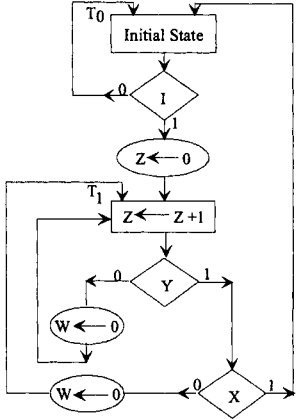 T0
Initial State
0
I
1
Z ← 0
T1
Z ← Z +1
0 Y 1
W ← 0
W ← 0
0 X 1